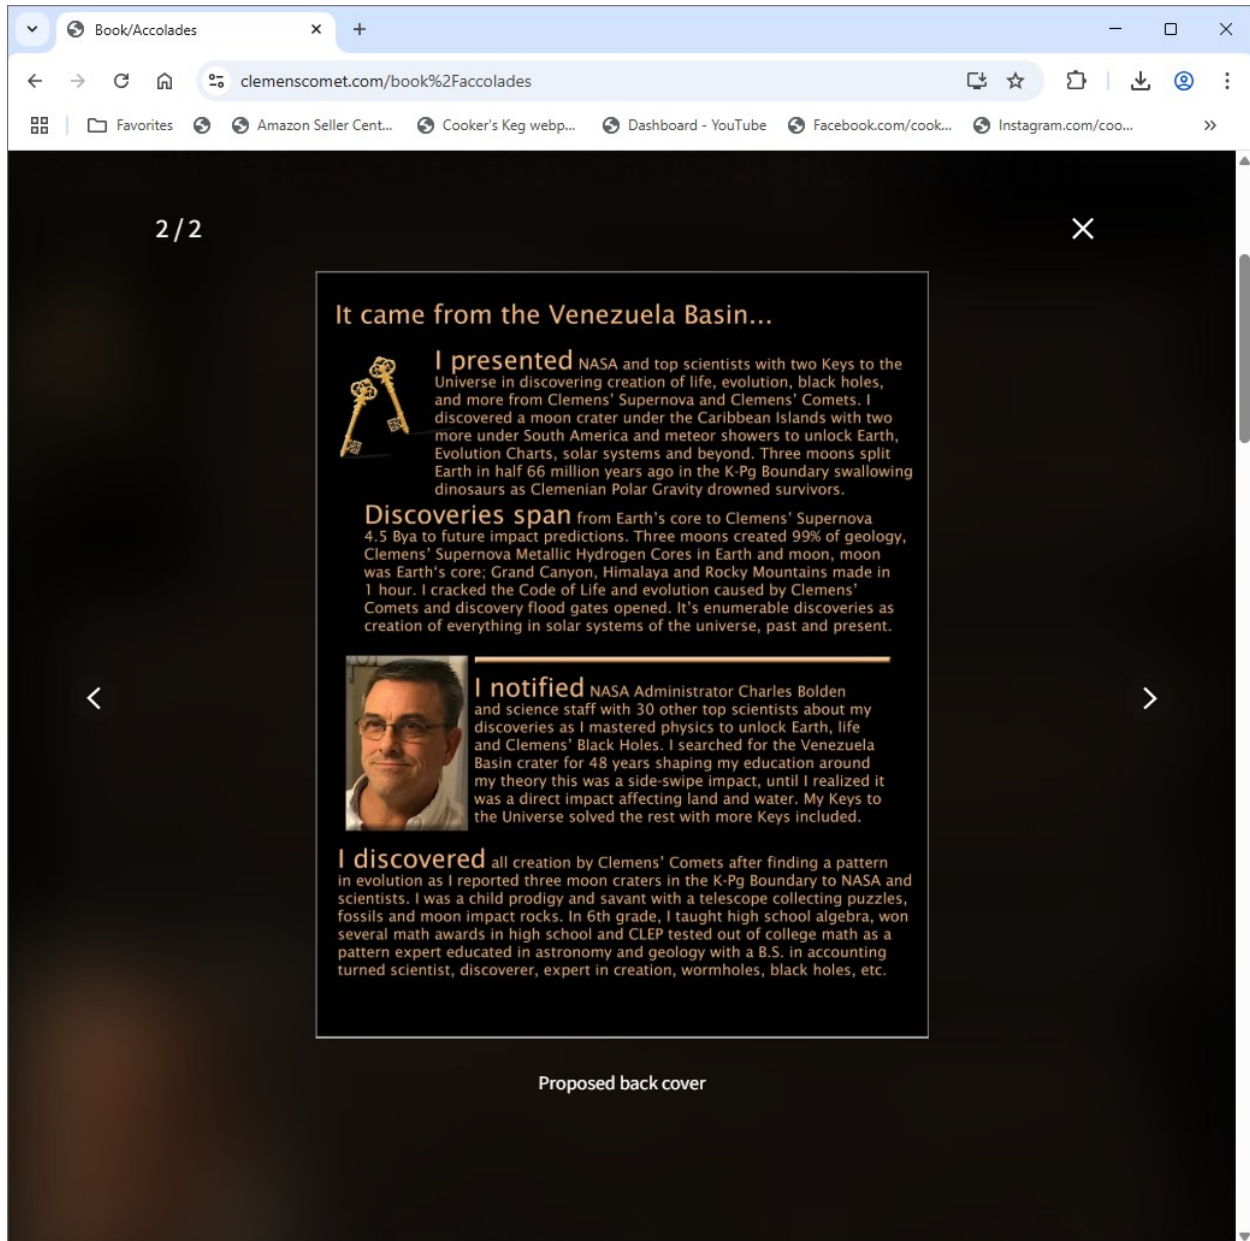 Book/Accolades
clemenscomet.com/book%2Faccolades
Favorites
Amazon Seller Cent...
Cooker's Keg webp...
Dashboard - YouTube
Facebook.com/cook...
Instagram.com/coo...
2 / 2
It came from the Venezuela Basin...
I presented NASA and top scientists with two Keys to the
Universe in discovering creation of life, evolution, black holes,
and more from Clemens' Supernova and Clemens' Comets. I
discovered a moon crater under the Caribbean Islands with two
more under South America and meteor showers to unlock Earth,
Evolution Charts, solar systems and beyond. Three moons split
Earth in half 66 million years ago in the K-Pg Boundary swallowing
dinosaurs as Clemenian Polar Gravity drowned survivors.
Discoveries span from Earth's core to Clemens' Supernova
4.5 Bya to future impact predictions. Three moons created 99% of geology,
Clemens' Supernova Metallic Hydrogen Cores in Earth and moon, moon
was Earth's core; Grand Canyon, Himalaya and Rocky Mountains made in
1 hour. I cracked the Code of Life and evolution caused by Clemens'
Comets and discovery flood gates opened. It's enumerable discoveries as
creation of everything in solar systems of the universe, past and present.
I notified NASA Administrator Charles Bolden
and science staff with 30 other top scientists about my
discoveries as I mastered physics to unlock Earth, life
and Clemens' Black Holes. I searched for the Venezuela
Basin crater for 48 years shaping my education around
my theory this was a side-swipe impact, until I realized it
was a direct impact affecting land and water. My Keys to
the Universe solved the rest with more Keys included.
I discovered all creation by Clemens' Comets after finding a pattern
in evolution as I reported three moon craters in the K-Pg Boundary to NASA and
scientists. I was a child prodigy and savant with a telescope collecting puzzles,
fossils and moon impact rocks. In 6th grade, I taught high school algebra, won
several math awards in high school and CLEP tested out of college math as a
pattern expert educated in astronomy and geology with a B.S. in accounting
turned scientist, discoverer, expert in creation, wormholes, black holes, etc.
Proposed back cover